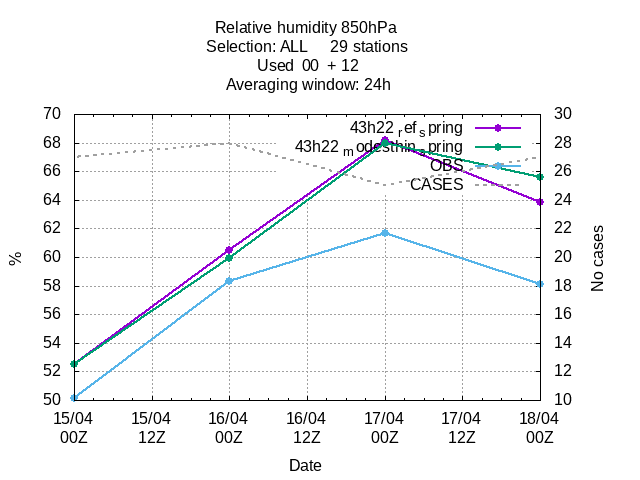 Relative humidity 850hPa
Selection: ALL 29 stations
Used 00 + 12
Averaging window: 24h
43h22 ref spring
43h22 modesthin spring
OBS
CASES
70
68
66
64
62
60
58
56
54
52
50
30
28
26
24
22
20
18
16
14
12
10
%
No cases
15/04 15/04 16/04 16/04 17/04 17/04 18/04
00Z 12Z 00Z 12Z 00Z 12Z 00Z
Date